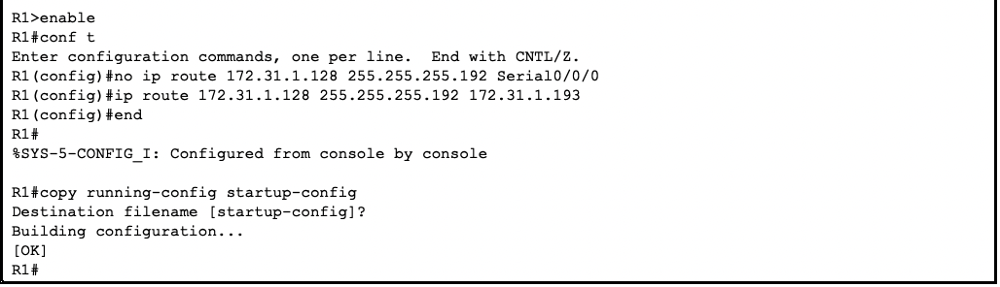 R1>enable
R1#conf t
Enter configuration commands, one per line.  End with CNTL/Z.
R1(config)#no ip route 172.31.1.128 255.255.255.192 Serial0/0/0
R1(config)#ip route 172.31.1.128 255.255.255.192 172.31.1.193
R1(config)#end
R1#
%SYS-5-CONFIG_I: Configured from console by console

R1#copy running-config startup-config
Destination filename [startup-config]?
Building configuration...
[OK]
R1#